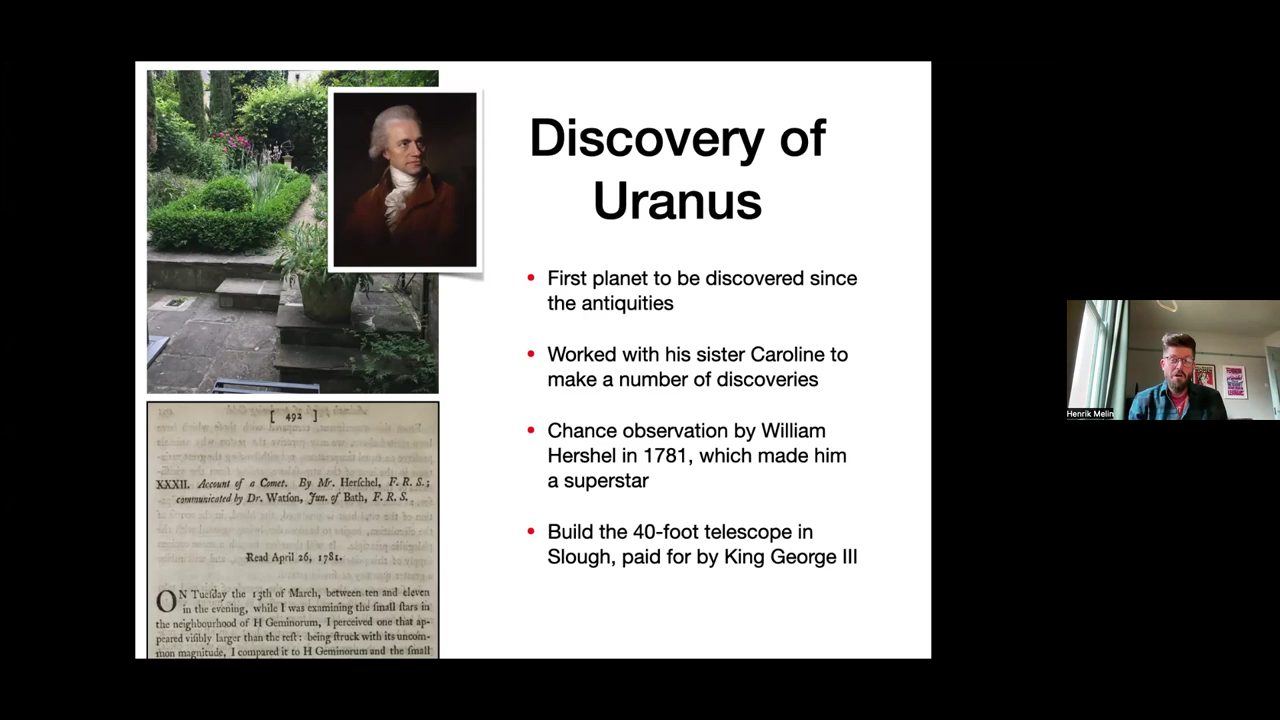 Discovery of
Uranus
• First planet to be discovered since
the antiquities
• Worked with his sister Caroline to
make a number of discoveries
• Chance observation by William
Hershel in 1781, which made him
a superstar
• Build the 40-foot telescope in
Slough, paid for by King George III
[ 492 ]
XXXII. Account of a Comet. By Mr. Herſchel, F. R. S.;
communicated by Dr. Watſon, Jun. of Bath, F. R. S.
Read April 26, 1781.
ON Tueſday the 13th of March, between ten and eleven
in the evening, while I was examining the ſmall ſtars in
the neighbourhood of H Geminorum, I perceived one that ap-
peared viſibly larger than the reſt: being ſtruck with its uncom-
mon magnitude, I compared it to H Geminorum and the ſmall
Henrik Melin